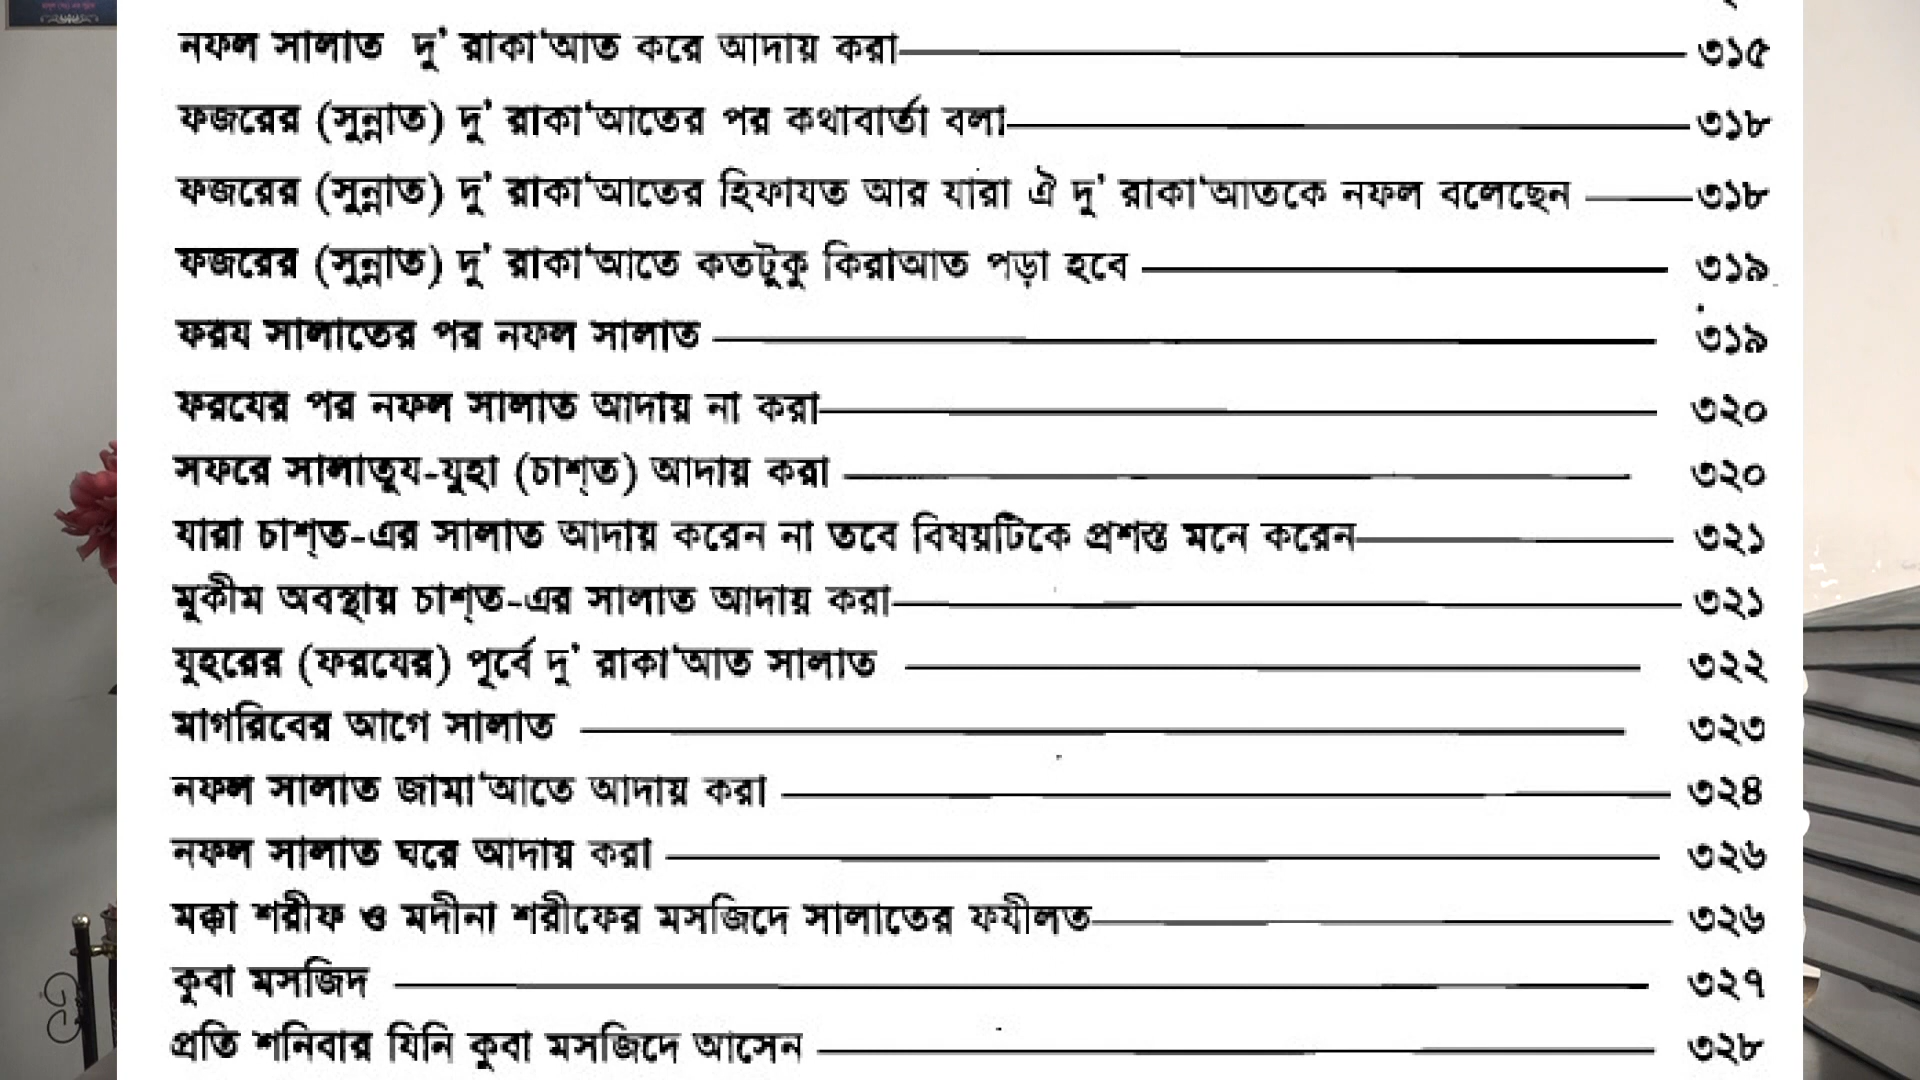 নফল সালাত দু’ রাকা‘আত করে আদায় করা ৩১৫
ফজরের (সুন্নাত) দু’ রাকা‘আতের পর কথাবার্তা বলা ৩১৮
ফজরের (সুন্নাত) দু’ রাকা‘আতের হিফাযত আর যারা ঐ দু’ রাকা‘আতকে নফল বলেছেন ৩১৮
ফজরের (সুন্নাত) দু’ রাকা‘আতে কতটুকু কিরাআত পড়া হবে ৩১৯
ফরয সালাতের পর নফল সালাত ৩১৯
ফরযের পর নফল সালাত আদায় না করা ৩২০
সফরে সালাতুয-যুহা (চাশ্‌ত) আদায় করা ৩২০
যারা চাশ্‌ত-এর সালাত আদায় করেন না তবে বিষয়টিকে প্রশস্ত মনে করেন ৩২১
মুকীম অবস্থায় চাশ্‌ত-এর সালাত আদায় করা ৩২১
যুহরের (ফরযের) পূর্বে দু’ রাকা‘আত সালাত ৩২২
মাগরিবের আগে সালাত ৩২৩
নফল সালাত জামা‘আতে আদায় করা ৩২৪
নফল সালাত ঘরে আদায় করা ৩২৬
মক্কা শরীফ ও মদীনা শরীফের মসজিদে সালাতের ফযীলত ৩২৬
কুবা মসজিদ ৩২৭
প্রতি শনিবার যিনি কুবা মসজিদে আসেন ৩২৮